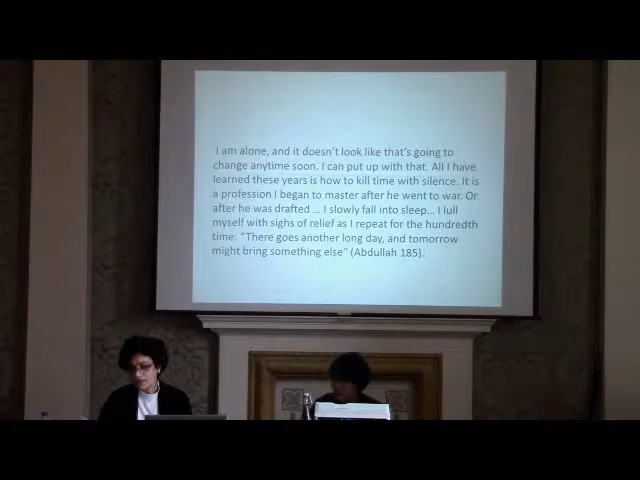 I am alone, and it doesn't look like that's going to
change anytime soon. I can put up with that. All I have
learned these years is how to kill time with silence. It is
a profession I began to master after he went to war. Or
after he was drafted … I slowly fall into sleep… I lull
myself with sighs of relief as I repeat for the hundredth
time: "There goes another long day, and tomorrow
might bring something else" (Abdullah 185).